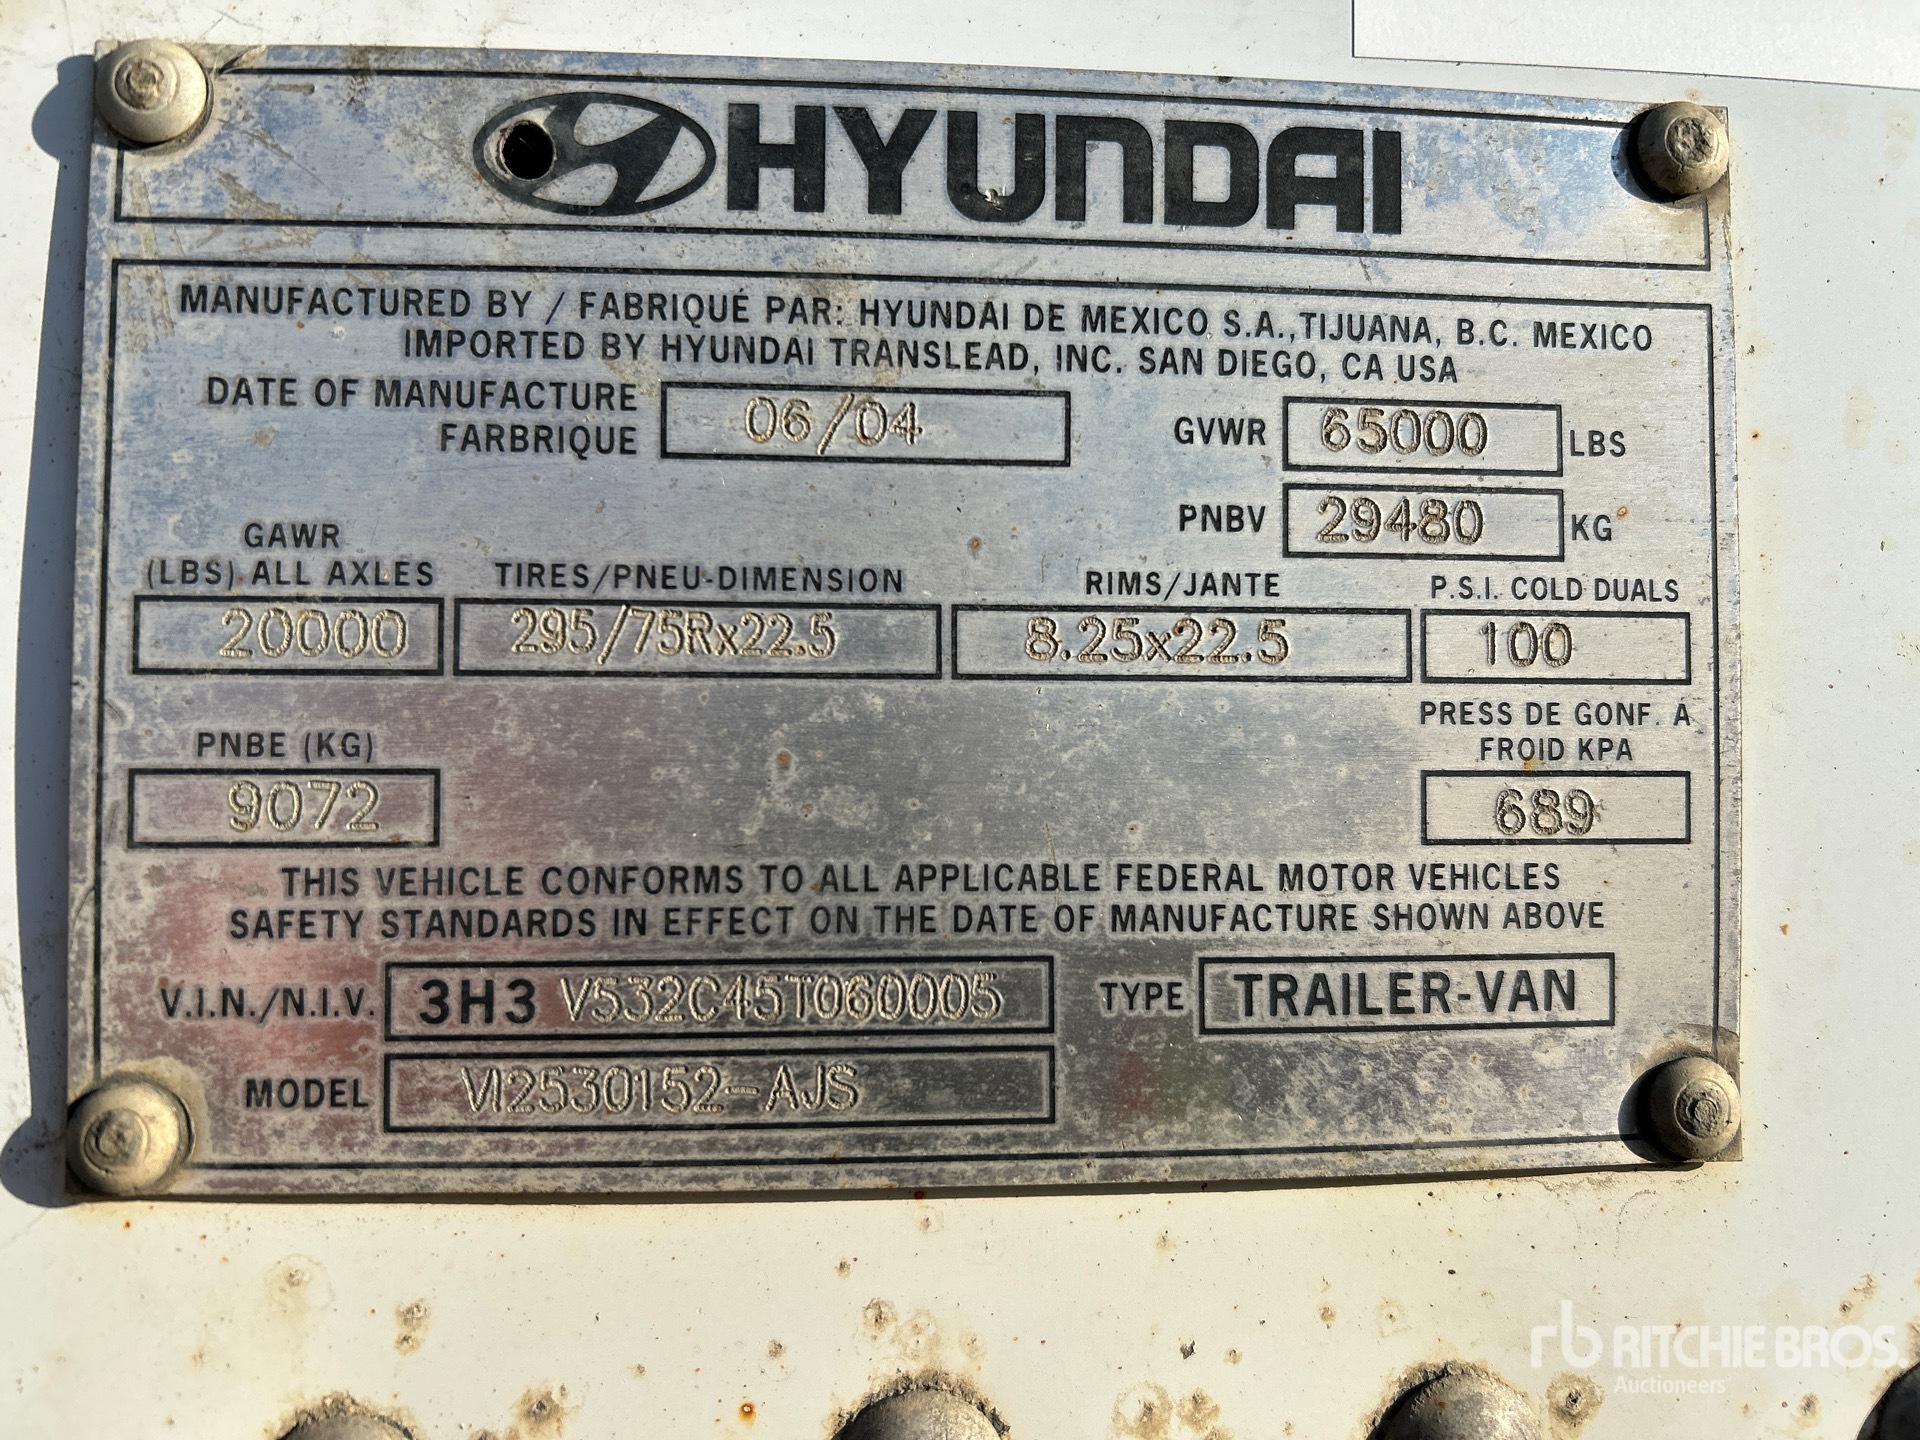 HYUNDAI
MANUFACTURED BY / FABRIQUÉ PAR: HYUNDAI DE MEXICO S.A., TIJUANA, B.C. MEXICO
IMPORTED BY HYUNDAI TRANSLEAD, INC. SAN DIEGO, CA USA
DATE OF MANUFACTURE 06/04
FARBRIQUE
GVWR 65000 LBS
PNBV 29480 KG
GAWR
(LBS) ALL AXLES TIRES/PNEU-DIMENSION RIMS/JANTE P.S.I. COLD DUALS
20000 295/75Rx22.5 8.25x22.5 100
PRESS DE GONF. A
FROID KPA
PNBE (KG)
9072 689
THIS VEHICLE CONFORMS TO ALL APPLICABLE FEDERAL MOTOR VEHICLES
SAFETY STANDARDS IN EFFECT ON THE DATE OF MANUFACTURE SHOWN ABOVE
V.I.N./N.I.V. 3H3 V532C45T060005 TYPE TRAILER-VAN
MODEL VI2530152-AJS
rb RITCHIE BROS.
Auctioneers